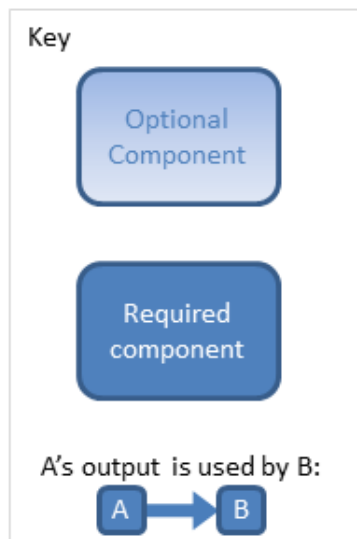 Key
Optional
Component
Required
component
A’s output is used by B:
A B